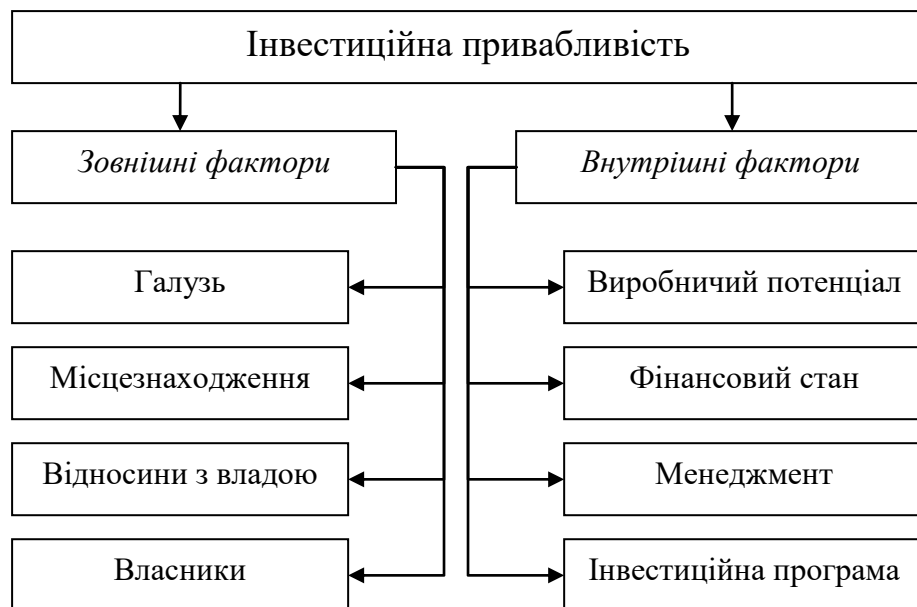 Інвестиційна привабливість
Зовнішні фактори
Внутрішні фактори
Галузь
Виробничий потенціал
Місцезнаходження
Фінансовий стан
Відносини з владою
Менеджмент
Власники
Інвестиційна програма